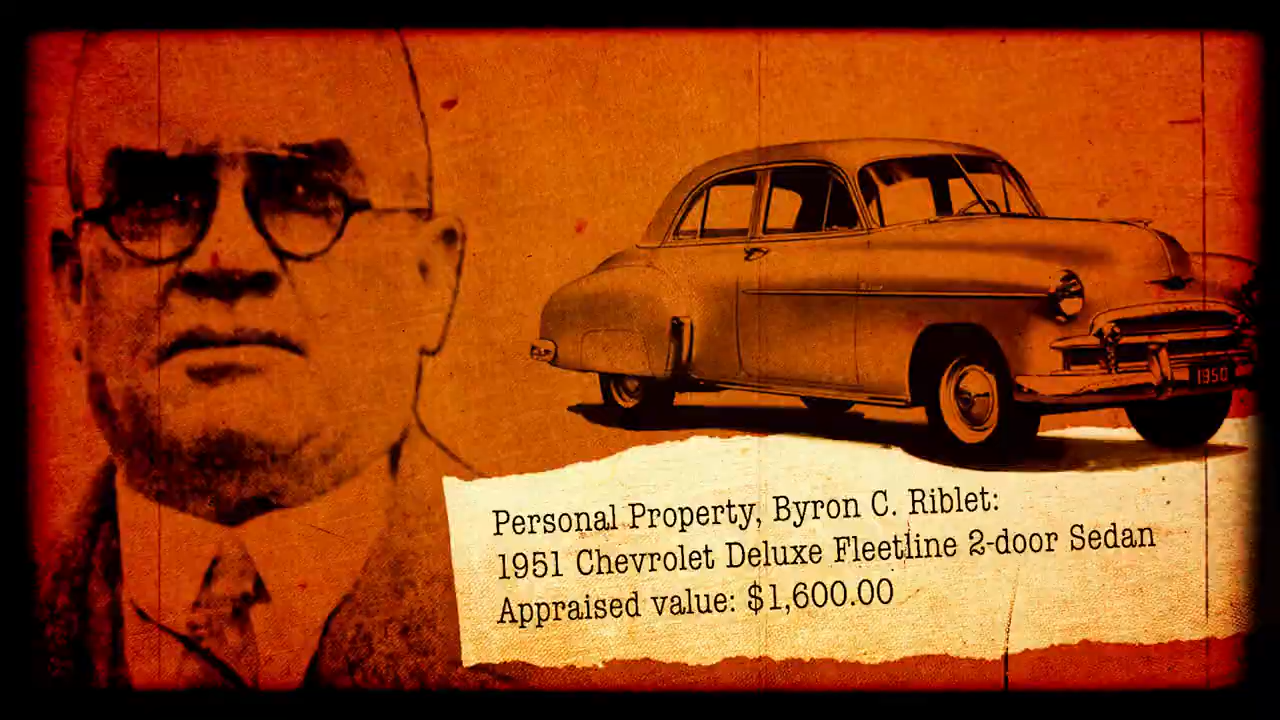 1950
Personal Property, Byron C. Riblet:
1951 Chevrolet Deluxe Fleetline 2-door Sedan
Appraised value: $1,600.00